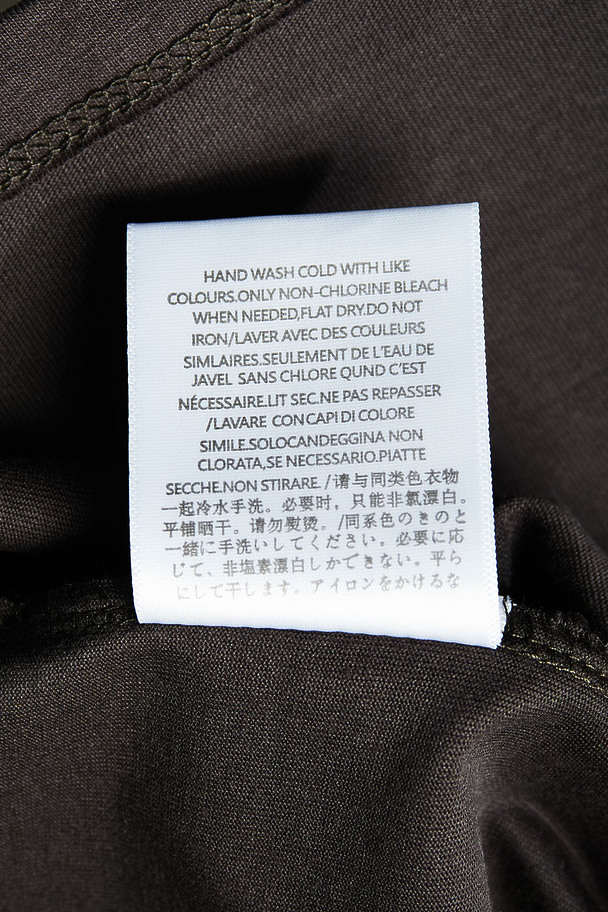 HAND WASH COLD WITH LIKE
COLOURS.ONLY NON-CHLORINE BLEACH
WHEN NEEDED,FLAT DRY.DO NOT
IRON/LAVER AVEC DES COULEURS
SIMLAIRES.SEULEMENT DE L'EAU DE
JAVEL SANS CHLORE QUND C'EST
NÉCESSAIRE.LIT SEC.NE PAS REPASSER
/LAVARE CON CAPI DI COLORE
SIMILE.SOLOCANDEGGINA NON
CLORATA,SE NECESSARIO.PIATTE
SECCHE.NON STIRARE. /请与同类色衣物
一起冷水手洗。必要时，只能非氯漂白。
平铺晒干。请勿熨烫。/同系色のきのと
一緒に手洗いしてください。必要に応
じて、非塩素漂白しかできない。平ら
にして干します。アイロンをかけるな